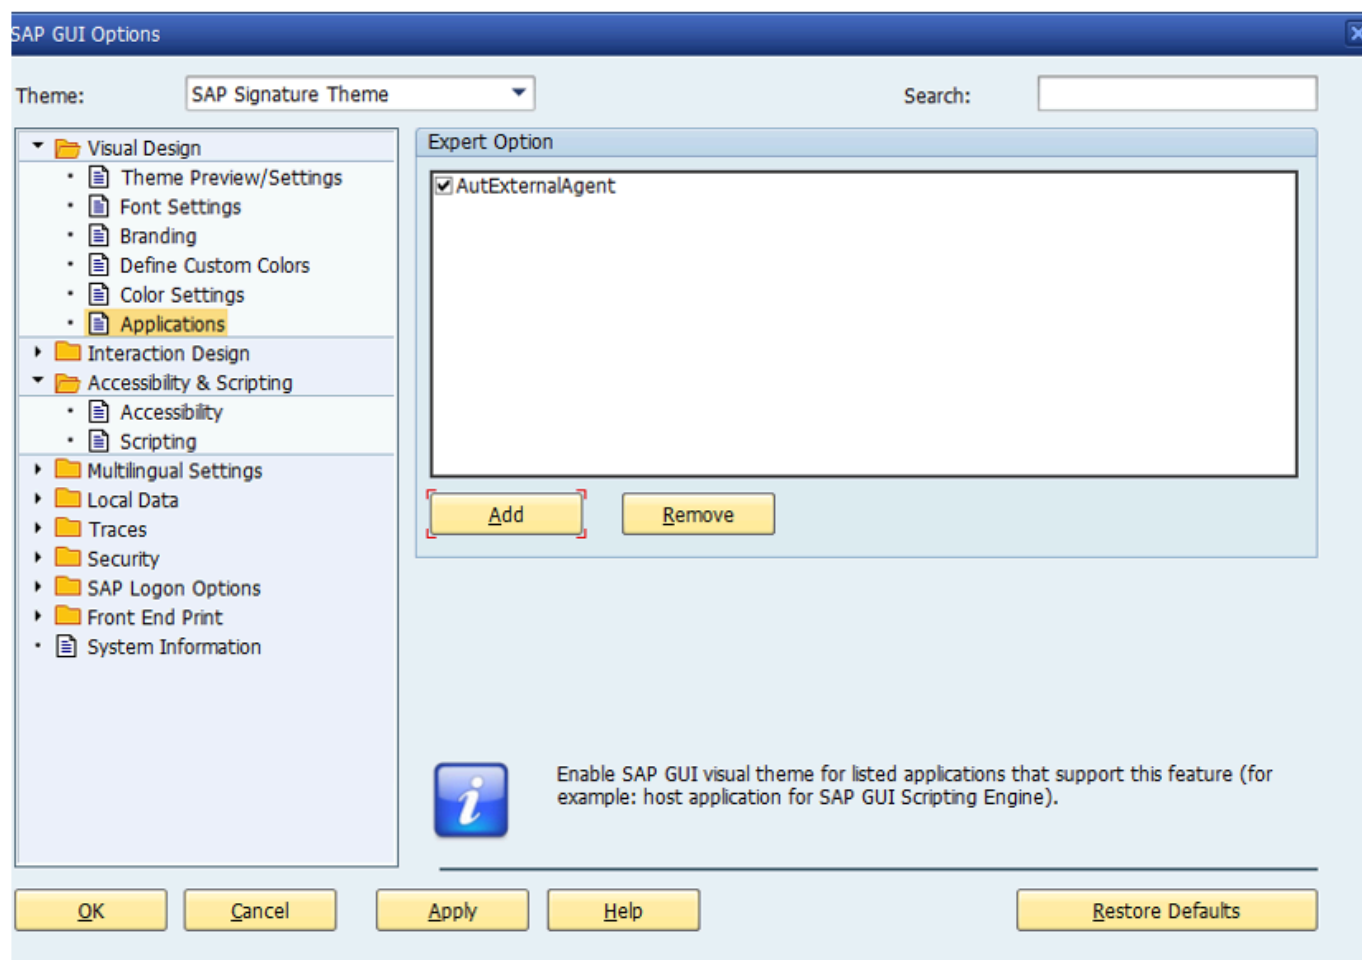 SAP GUI Options
Theme:
SAP Signature Theme
Search:
Visual Design
Theme Preview/Settings
Font Settings
Branding
Define Custom Colors
Color Settings
Applications
Interaction Design
Accessibility & Scripting
Accessibility
Scripting
Multilingual Settings
Local Data
Traces
Security
SAP Logon Options
Front End Print
System Information
Expert Option
AutExternalAgent
Add
Remove
Enable SAP GUI visual theme for listed applications that support this feature (for
example: host application for SAP GUI Scripting Engine).
OK
Cancel
Apply
Help
Restore Defaults